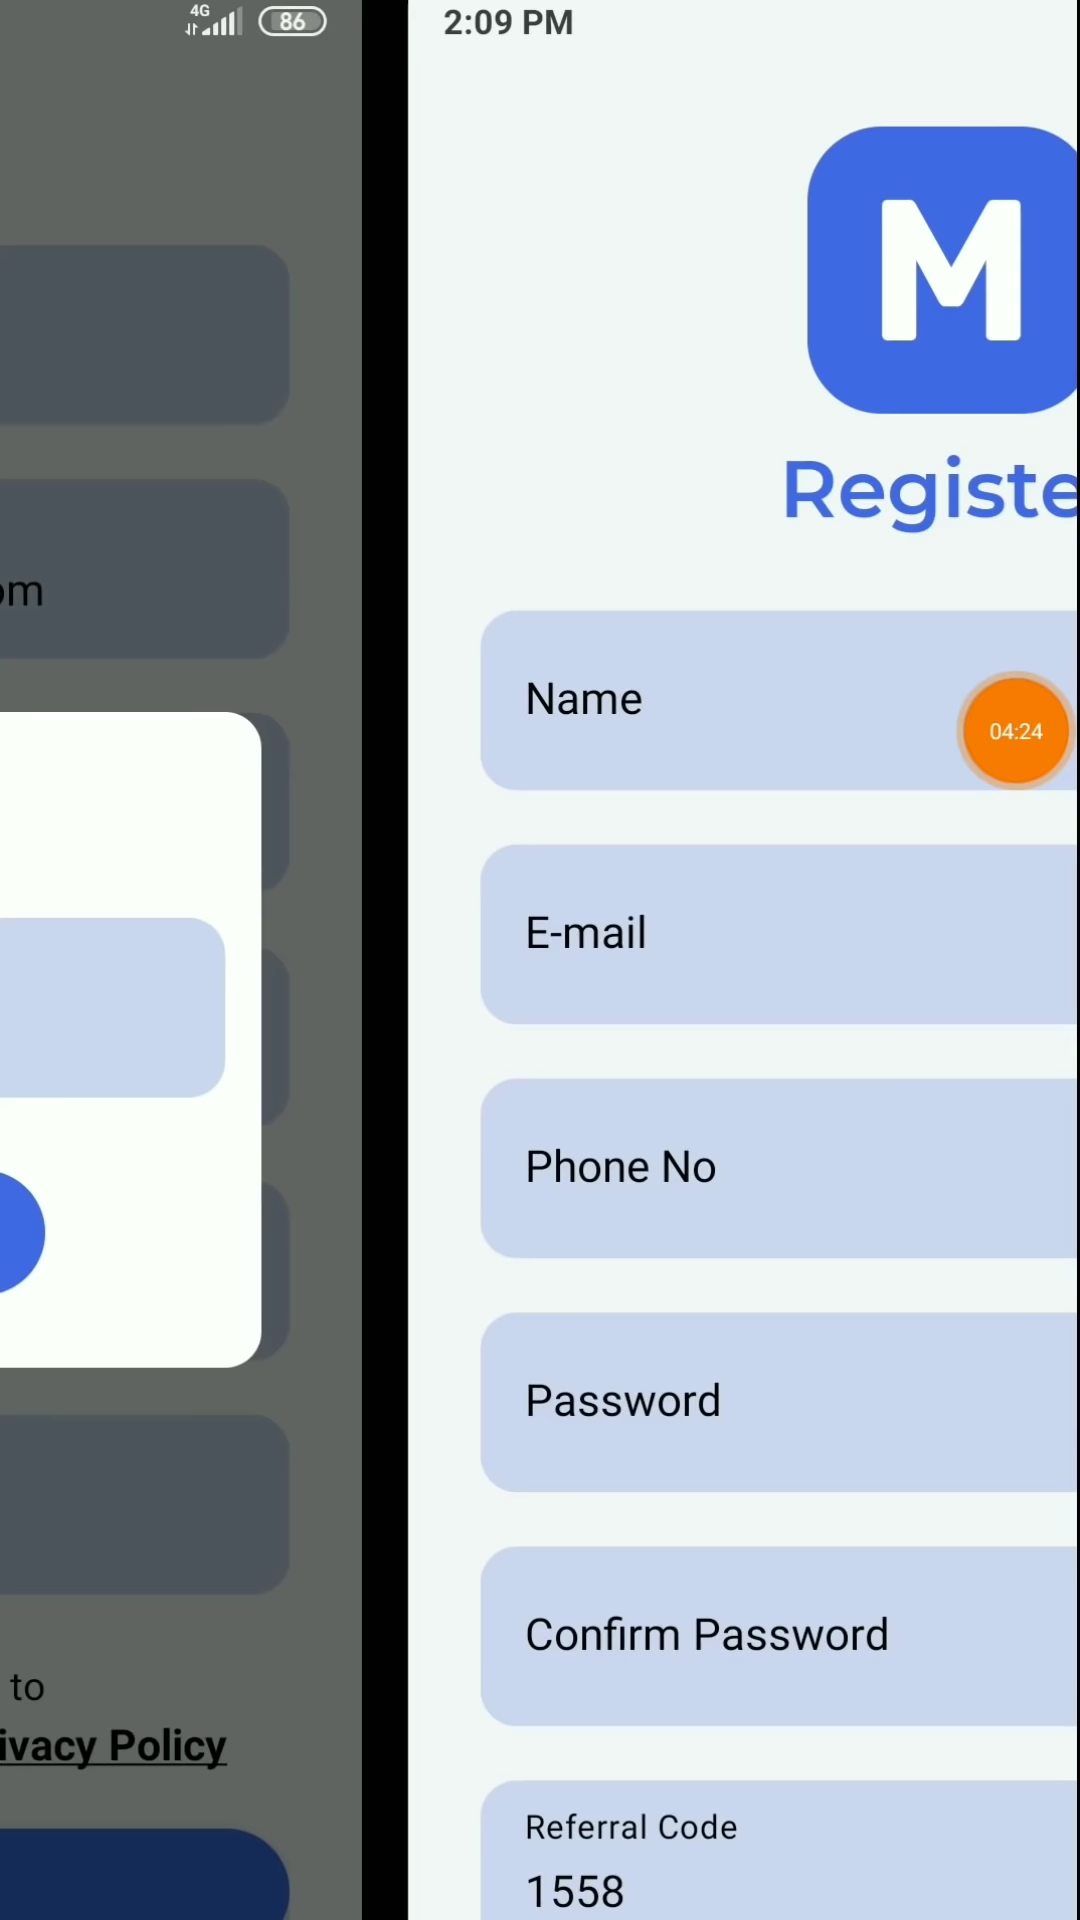 4G
86
om
to
ivacy Policy
2:09 PM
M
Registe
Name
04:24
E-mail
Phone No
Password
Confirm Password
Referral Code
1558